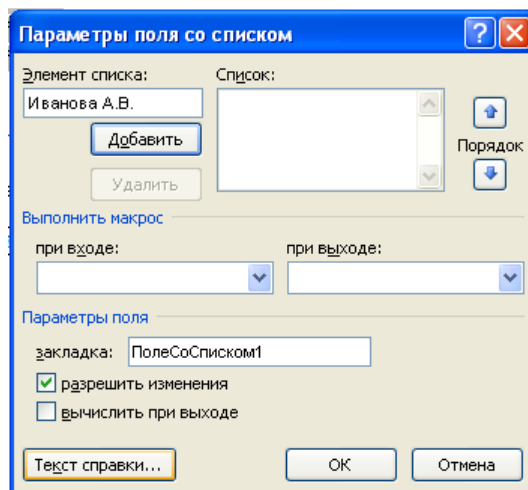 Параметры поля со списком
Элемент списка: Список:
Иванова А.В.
Добавить
Порядок
Удалить
Выполнить макрос
при входе: при выходе:
Параметры поля
закладка: ПолеСоСписком1
разрешить изменения
вычислить при выходе
Текст справки... ОК Отмена